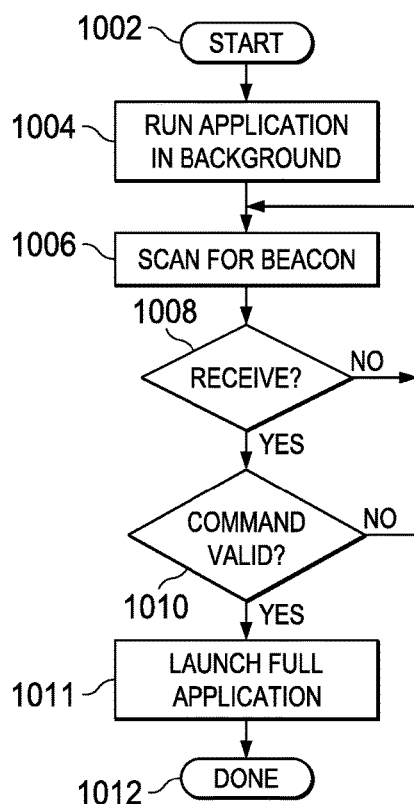 1002
START
1004
RUN APPLICATION
IN BACKGROUND
1006
SCAN FOR BEACON
1008
RECEIVE?
NO
YES
COMMAND
VALID?
NO
1010
YES
1011
LAUNCH FULL
APPLICATION
1012
DONE